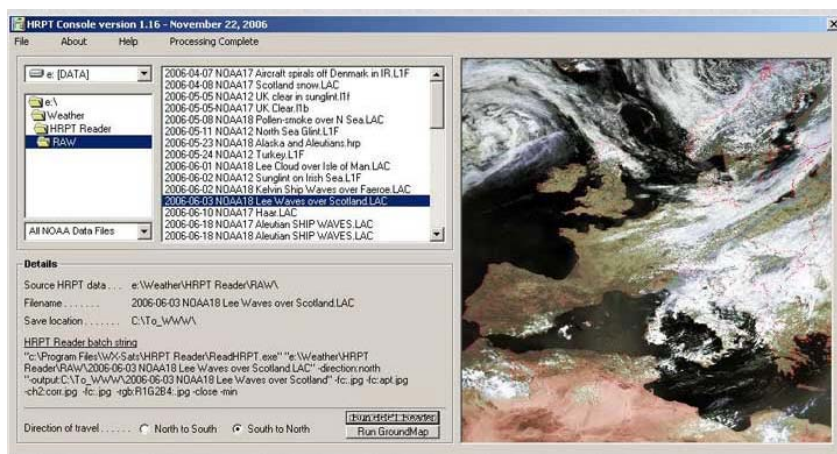 HRPT Console version 1.16 - November 22, 2006
File About Help Processing Complete
e: [DATA]
e:\
Weather
HRPT Reader
RAW
All NOAA Data Files
2006-04-07 NOAA17 Aircraft spirals off Denmark in IR.L1F
2006-04-08 NOAA17 Scotland snow.LAC
2006-05-05 NOAA12 UK clear in sunglint.l1f
2006-05-05 NOAA17 UK Clear.l1b
2006-05-08 NOAA18 Pollen-smoke over N Sea.LAC
2006-05-11 NOAA12 North Sea Glint.L1F
2006-05-23 NOAA18 Alaska and Aleutians.hrp
2006-05-24 NOAA12 Turkey.L1F
2006-06-01 NOAA18 Lee Cloud over Isle of Man.LAC
2006-06-02 NOAA12 Sunglint on Irish Sea.L1F
2006-06-02 NOAA18 Kelvin Ship Waves over Faeroe.LAC
2006-06-03 NOAA18 Lee Waves over Scotland.LAC
2006-06-10 NOAA17 Haar.LAC
2006-06-18 NOAA18 Aleutian SHIP WAVES.LAC
2006-06-18 NOAA18 Aleutian SHIP WAVES.LAC
Details
Source HRPT data . . . e:\Weather\HRPT Reader\RAW\
Filename . . . . . . . 2006-06-03 NOAA18 Lee Waves over Scotland.LAC
Save location . . . . . . . C:\To_WWW\
HRPT Reader batch string
"c:\Program Files\WX-Sats\HRPT Reader\ReadHRPT.exe" "e:\Weather\HRPT
Reader\RAW\2006-06-03 NOAA18 Lee Waves over Scotland.LAC" -direction:north
"-output:C:\To_WWW\2006-06-03 NOAA18 Lee Waves over Scotland" -fc:.jpg -fc:apt.jpg
-ch2:corr.jpg -fc:.jpg -rgb:R1G2B4:.jpg -close -min
Direction of travel . . . . . . North to South South to North
Run HRPT Reader
Run GroundMap